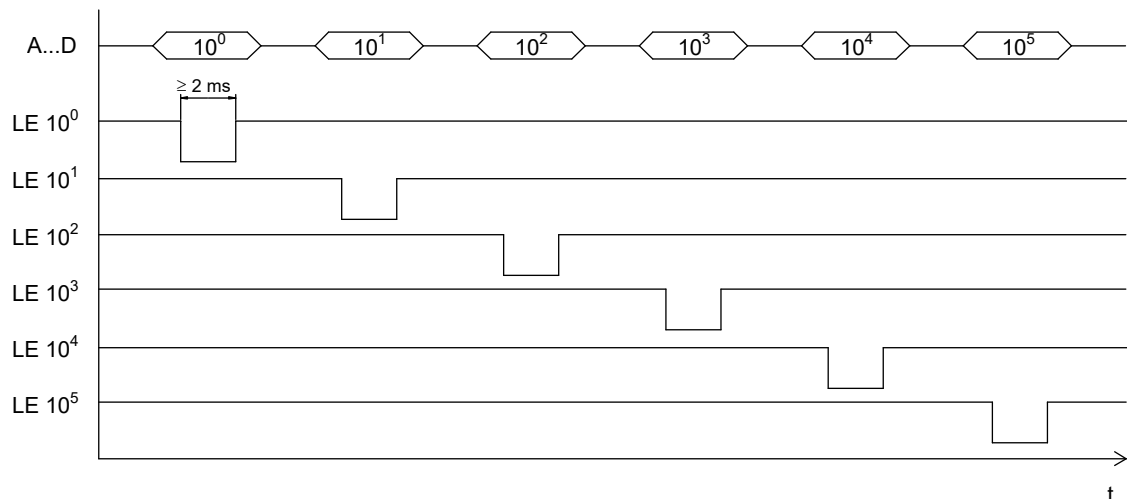 A...D 10⁰ 10¹ 10² 10³ 10⁴ 10⁵
≥ 2 ms
LE 10⁰
LE 10¹
LE 10²
LE 10³
LE 10⁴
LE 10⁵
t